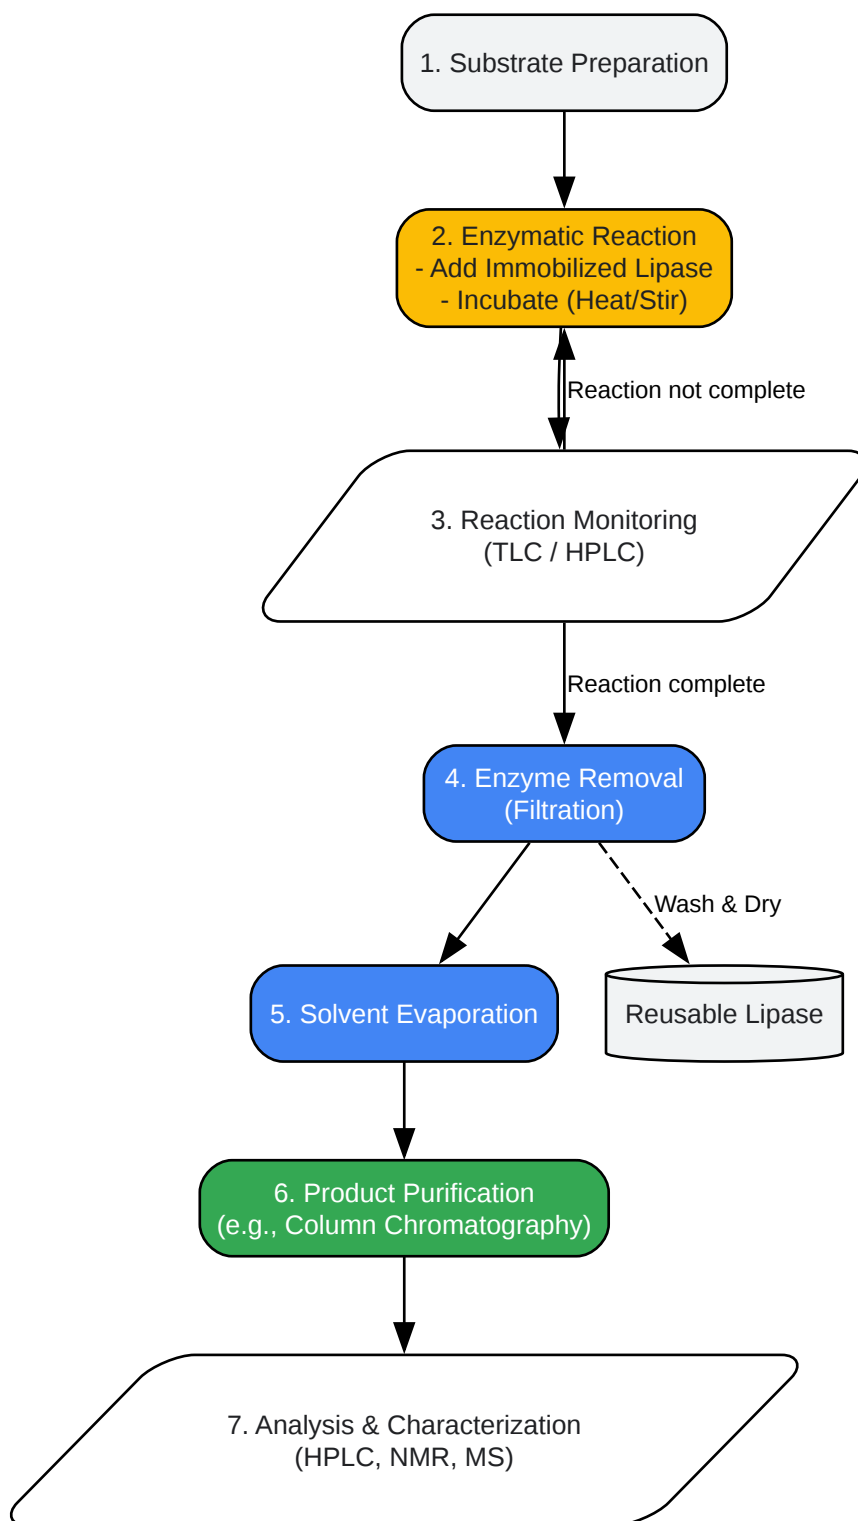 1. Substrate Preparation
2. Enzymatic Reaction
- Add Immobilized Lipase
- Incubate (Heat/Stir)
Reaction not complete
3. Reaction Monitoring
(TLC / HPLC)
Reaction complete
4. Enzyme Removal
(Filtration)
Wash & Dry
5. Solvent Evaporation
Reusable Lipase
6. Product Purification
(e.g., Column Chromatography)
7. Analysis & Characterization
(HPLC, NMR, MS)